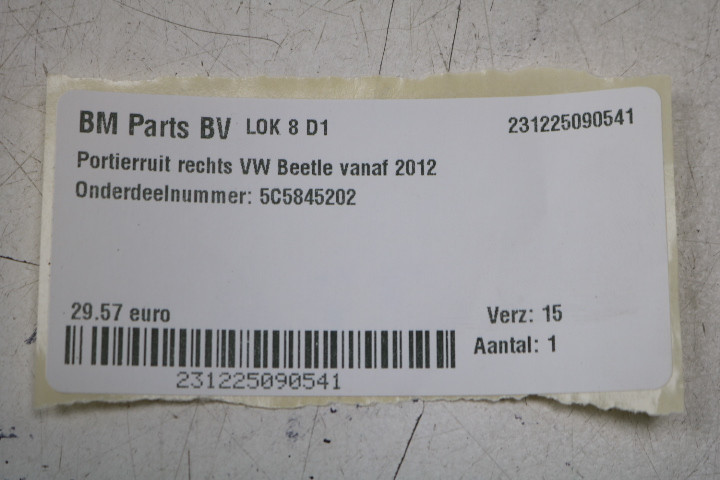 BM Parts BV LOK 8 D1 231225090541
Portierruit rechts VW Beetle vanaf 2012
Onderdeelnummer: 5C5845202
29.57 euro Verz: 15
Aantal: 1
231225090541